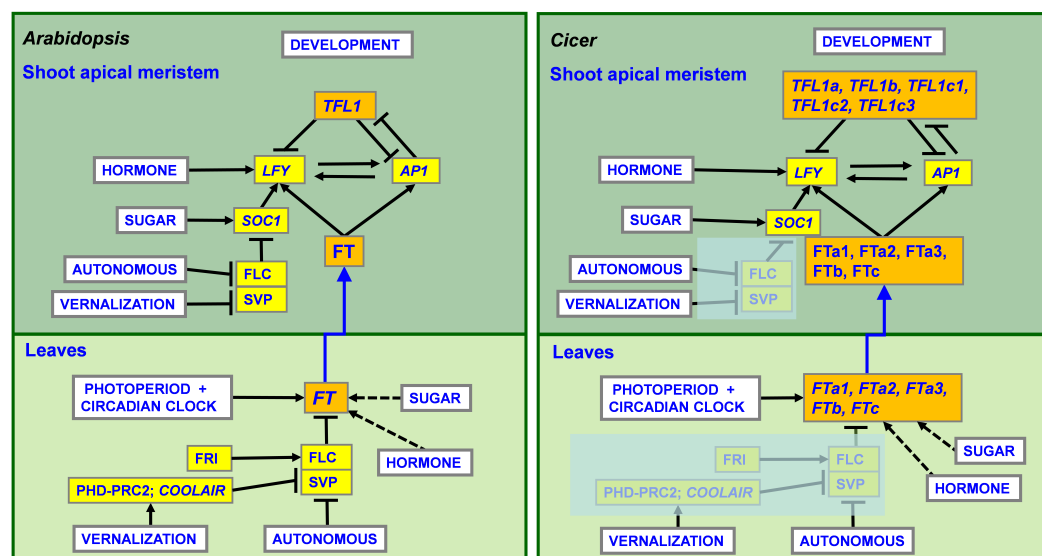 Arabidopsis
DEVELOPMENT
Shoot apical meristem
TFL1
HORMONE
LFY
AP1
SUGAR
SOC1
FT
AUTONOMOUS
FLC
VERNALIZATION
SVP
Leaves
PHOTOPERIOD +
CIRCADIAN CLOCK
FT
SUGAR
HORMONE
FRI
FLC
SVP
PHD-PRC2; COOLAIR
VERNALIZATION
AUTONOMOUS
Cicer
DEVELOPMENT
Shoot apical meristem
TFL1a, TFL1b, TFL1c1,
TFL1c2, TFL1c3
HORMONE
LFY
AP1
SUGAR
SOC1
FTa1, FTa2, FTa3,
FTb, FTc
AUTONOMOUS
FLC
VERNALIZATION
SVP
Leaves
PHOTOPERIOD +
CIRCADIAN CLOCK
FTa1, FTa2, FTa3,
FTb, FTc
SUGAR
HORMONE
FRI
FLC
SVP
PHD-PRC2; COOLAIR
VERNALIZATION
AUTONOMOUS